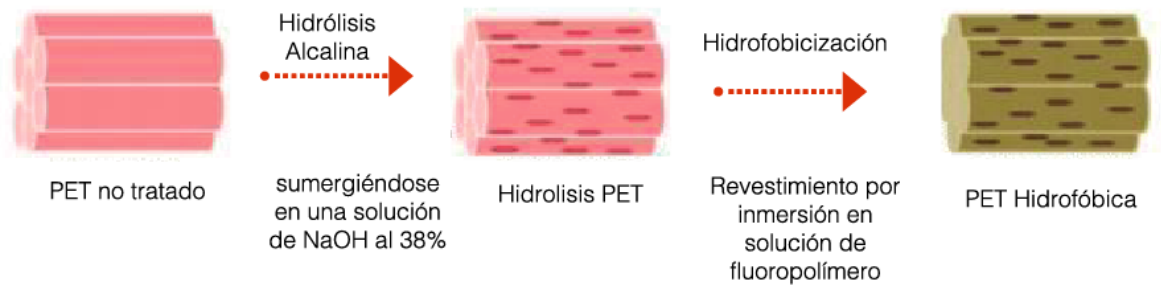 Hidrólisis
Alcalina
Hidrofobicización
PET no tratado
sumergiéndose
en una solución
de NaOH al 38%
Hidrolisis PET
Revestimiento por
inmersión en
solución de
fluoropolímero
PET Hidrofóbica